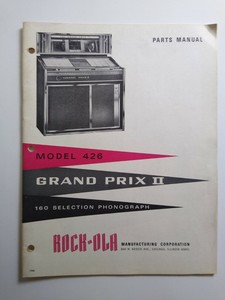 PARTS MANUAL
MODEL 426
GRAND PRIX II
160 SELECTION PHONOGRAPH
ROCK-OLA MANUFACTURING CORPORATION